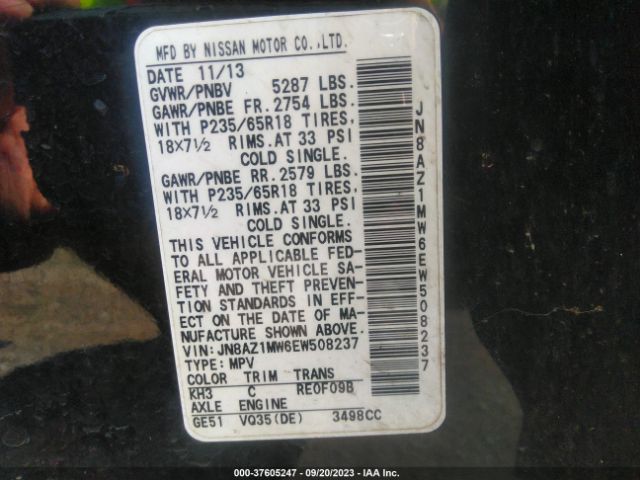 MFD BY NISSAN MOTOR CO.,LTD.
DATE 11/13
GVWR/PNBV 5287 LBS.
GAWR/PNBE FR. 2754 LBS.
WITH P235/65R18 TIRES,
18X7½ RIMS.AT 33 PSI
COLD SINGLE.
GAWR/PNBE RR. 2579 LBS.
WITH P235/65R18 TIRES,
18X7½ RIMS.AT 33 PSI
COLD SINGLE.
THIS VEHICLE CONFORMS
TO ALL APPLICABLE FED-
ERAL MOTOR VEHICLE SA-
FETY AND THEFT PREVEN-
TION STANDARDS IN EFF-
ECT ON THE DATE OF MA-
NUFACTURE SHOWN ABOVE.
VIN: JN8AZ1MW6EW508237
TYPE: MPV
COLOR TRIM TRANS
KH3 C RE0F09B
AXLE ENGINE
GE51 VQ35(DE) 3498CC
JN8AZ1MW6EW508237
000-37605247 - 09/20/2023 - IAA Inc.